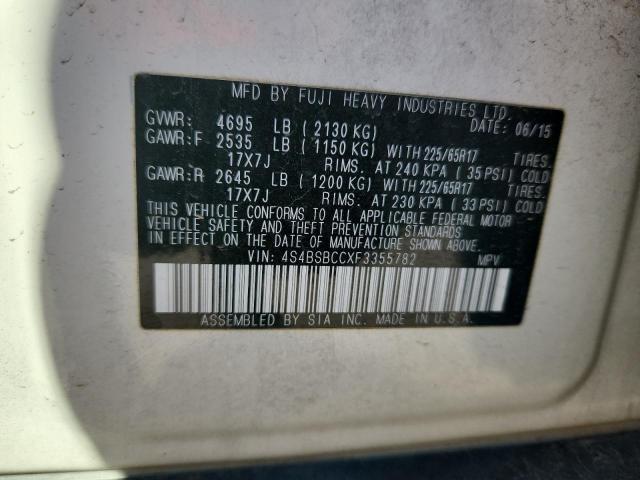 MFD BY FUJI HEAVY INDUSTRIES LTD.
GVWR: 4695 LB (2130 KG) DATE: 06/15
GAWR:F 2535 LB (1150 KG) WITH 225/65R17 TIRES.
17X7J RIMS. AT 240 KPA (35PSI) COLD
GAWR:R 2645 LB (1200 KG) WITH 225/65R17 TIRES.
17X7J RIMS. AT 230 KPA (33PSI) COLD
THIS VEHICLE CONFORMS TO ALL APPLICABLE FEDERAL MOTOR
VEHICLE SAFETY AND THEFT PREVENTION STANDARDS
IN EFFECT ON THE DATE OF MANUFACTURE SHOWN ABOVE.
VIN: 4S4BSBCCXF3355782 MPV
ASSEMBLED BY SIA INC. MADE IN U.S.A.